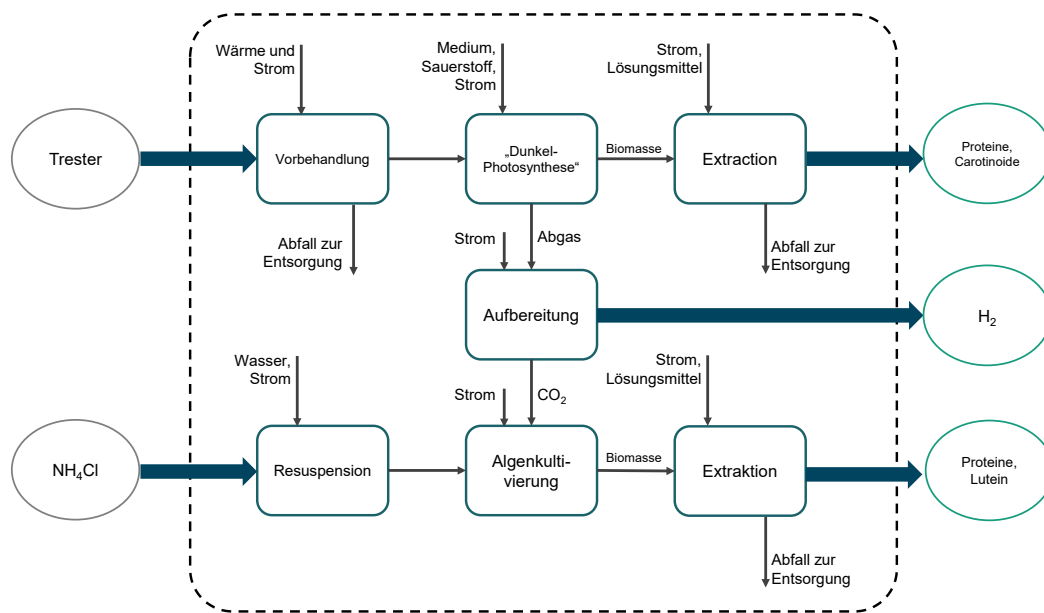 Wärme und
Strom
Medium,
Sauerstoff,
Strom
Strom,
Lösungsmittel
Trester
Vorbehandlung
„Dunkel-
Photosynthese“
Biomasse
Extraction
Proteine,
Carotinoide
Abfall zur
Entsorgung
Strom
Abgas
Abfall zur
Entsorgung
Aufbereitung
H₂
Wasser,
Strom
Strom
CO₂
Strom,
Lösungsmittel
NH₄Cl
Resuspension
Algenkulti-
vierung
Biomasse
Extraktion
Proteine,
Lutein
Abfall zur
Entsorgung